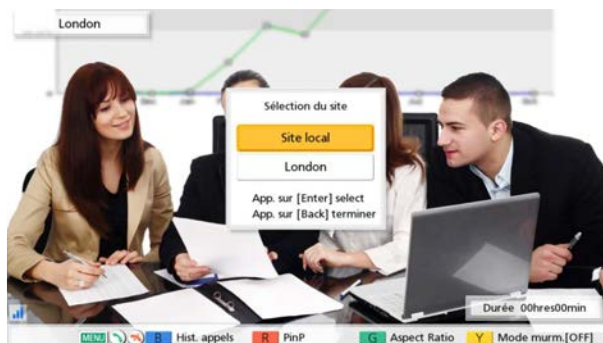 London
Sélection du site
Site local
London
App. sur [Enter] select
App. sur [Back] terminer
Durée 00hres00min
MENU B Hist. appels R PinP G Aspect Ratio Y Mode murm.[OFF]